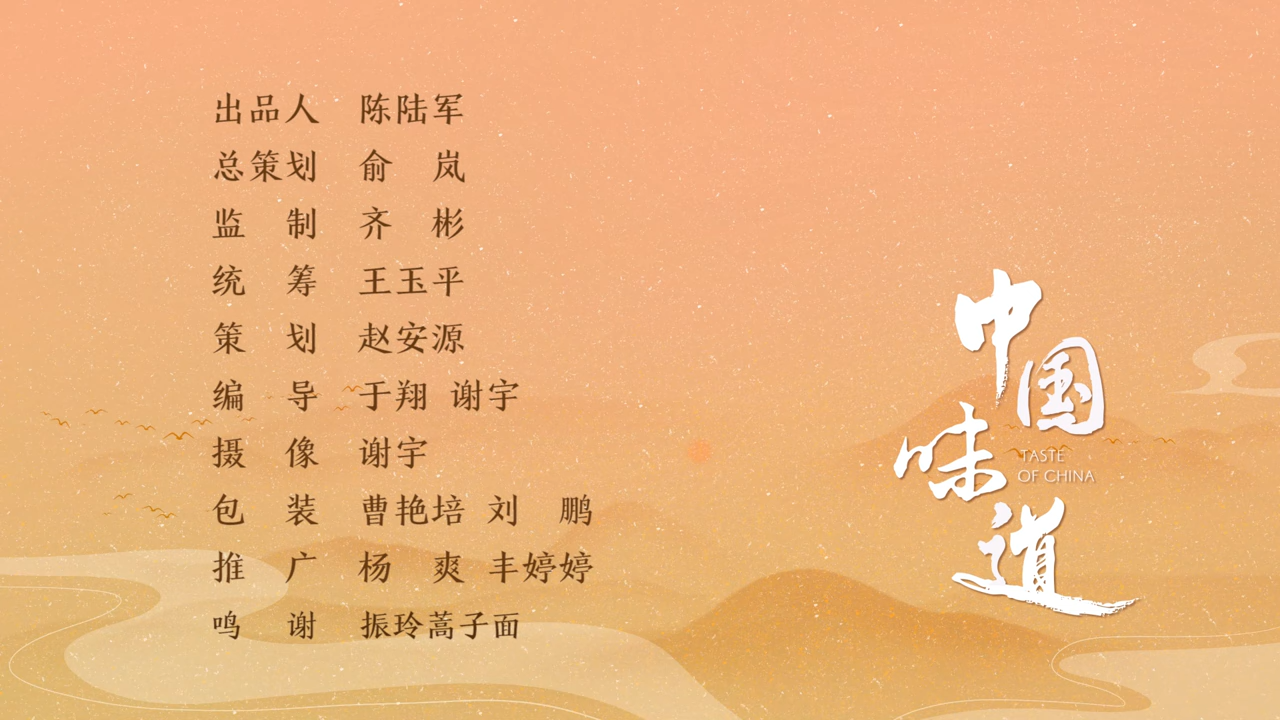 出品人 陈陆军
总策划 俞 岚
监 制 齐 彬
统 筹 王玉平
策 划 赵安源
编 导 于翔 谢宇
摄 像 谢宇
包 装 曹艳培 刘 鹏
推 广 杨 爽 丰婷婷
鸣 谢 振玲蒿子面
中国味道
TASTE
OF CHINA